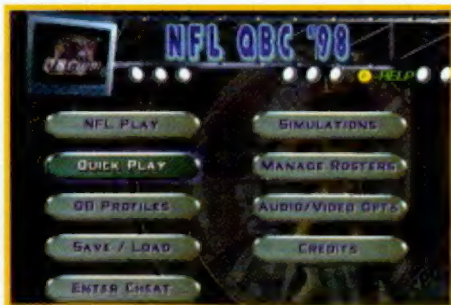 NFL QBC '98
HELP
NFL PLAY
QUICK PLAY
QB PROFILES
SAVE / LOAD
ENTER CHEAT
SIMULATIONS
MANAGE ROSTERS
AUDIO/VIDEO OPTS
CREDITS